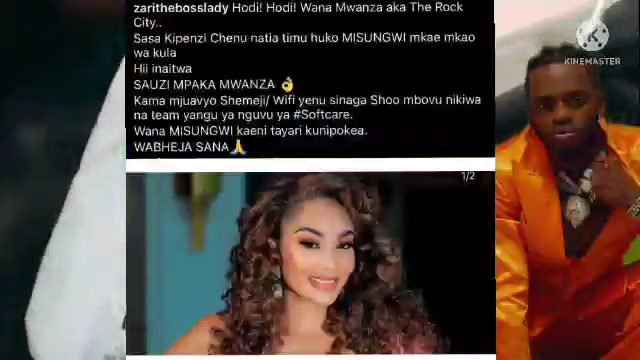 zarithebosslady Hodi! Hodi! Wana Mwanza aka The Rock
City..
Sasa Kipenzi Chenu natia timu huko MISUNGWI mkae mkao
wa kula
Hii inaitwa
SAUZI MPAKA MWANZA 👌
Kama mjuavyo Shemeji/ Wifi yenu sinaga Shoo mbovu nikiwa
na team yangu ya nguvu ya #Softcare.
Wana MISUNGWI kaeni tayari kunipokea.
WABHEJA SANA🙏
1/2
KINEMASTER